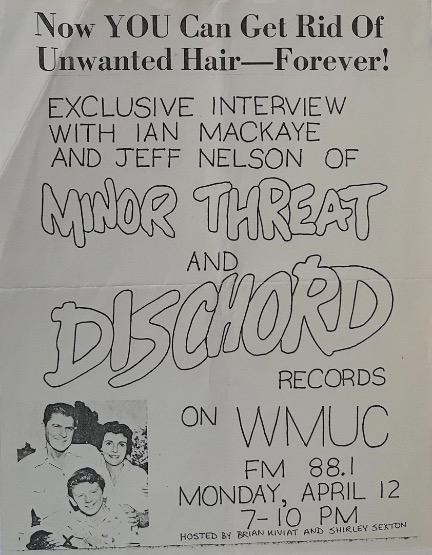 Now YOU Can Get Rid Of
Unwanted Hair—Forever!
EXCLUSIVE INTERVIEW
WITH IAN MACKAYE
AND JEFF NELSON OF
MINOR THREAT
AND
DISCHORD
RECORDS
ON WMUC
FM 88.1
MONDAY, APRIL 12
7-10 PM
HOSTED BY BRIAN KIVIAT AND SHIRLEY SEXTON